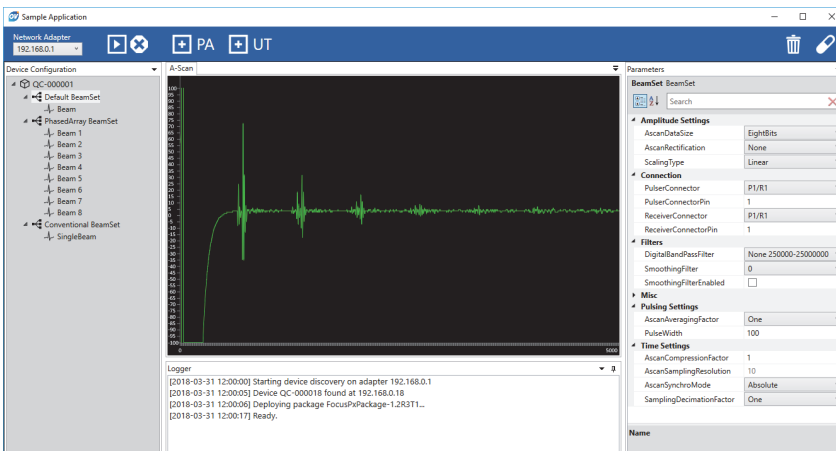 Sample Application
Network Adapter
192.168.0.1
PA
UT
Device Configuration
QC-000001
Default BeamSet
Beam
PhasedArray BeamSet
Beam 1
Beam 2
Beam 3
Beam 4
Beam 5
Beam 6
Beam 7
Beam 8
Conventional BeamSet
SingleBeam
A-Scan
100
95
90
85
80
75
70
65
60
55
50
45
40
35
30
25
20
15
10
5
0
-5
-10
-15
-20
-25
-30
-35
-40
-45
-50
-55
-60
-65
-70
-75
-80
-85
-90
-95
-100
0
5000
Logger
[2018-03-31 12:00:00] Starting device discovery on adapter 192.168.0.1
[2018-03-31 12:00:05] Device QC-000018 found at 192.168.0.18
[2018-03-31 12:00:06] Deploying package FocusPxPackage-1.2R3T1...
[2018-03-31 12:00:17] Ready.
Parameters
BeamSet BeamSet
Search
Amplitude Settings
AscanDataSize EightBits
AscanRectification None
ScalingType Linear
Connection
PulserConnector P1/R1
PulserConnectorPin 1
ReceiverConnector P1/R1
ReceiverConnectorPin 1
Filters
DigitalBandPassFilter None 250000-25000000
SmoothingFilter 0
SmoothingFilterEnabled
Misc
Pulsing Settings
AscanAveragingFactor One
PulseWidth 100
Time Settings
AscanCompressionFactor 1
AscanSamplingResolution 10
AscanSynchroMode Absolute
SamplingDecimationFactor One
Name